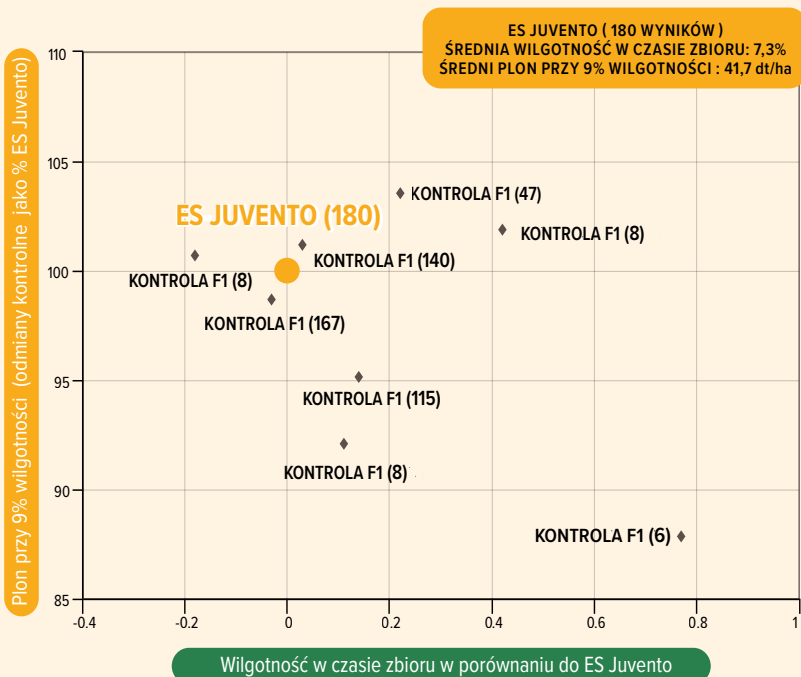 ES JUVENTO ( 180 WYNIKÓW )
ŚREDNIA WILGOTNOŚĆ W CZASIE ZBIORU: 7,3%
ŚREDNI PLON PRZY 9% WILGOTNOŚCI : 41,7 dt/ha
Plon przy 9% wilgotności (odmiany kontrolne jako % ES Juvento)
110
105
100
95
90
85
KONTROLA F1 (47)
ES JUVENTO (180)
KONTROLA F1 (8)
KONTROLA F1 (140)
KONTROLA F1 (8)
KONTROLA F1 (167)
KONTROLA F1 (115)
KONTROLA F1 (8)
KONTROLA F1 (6)
-0.4 -0.2 0 0.2 0.4 0.6 0.8 1
Wilgotność w czasie zbioru w porównaniu do ES Juvento